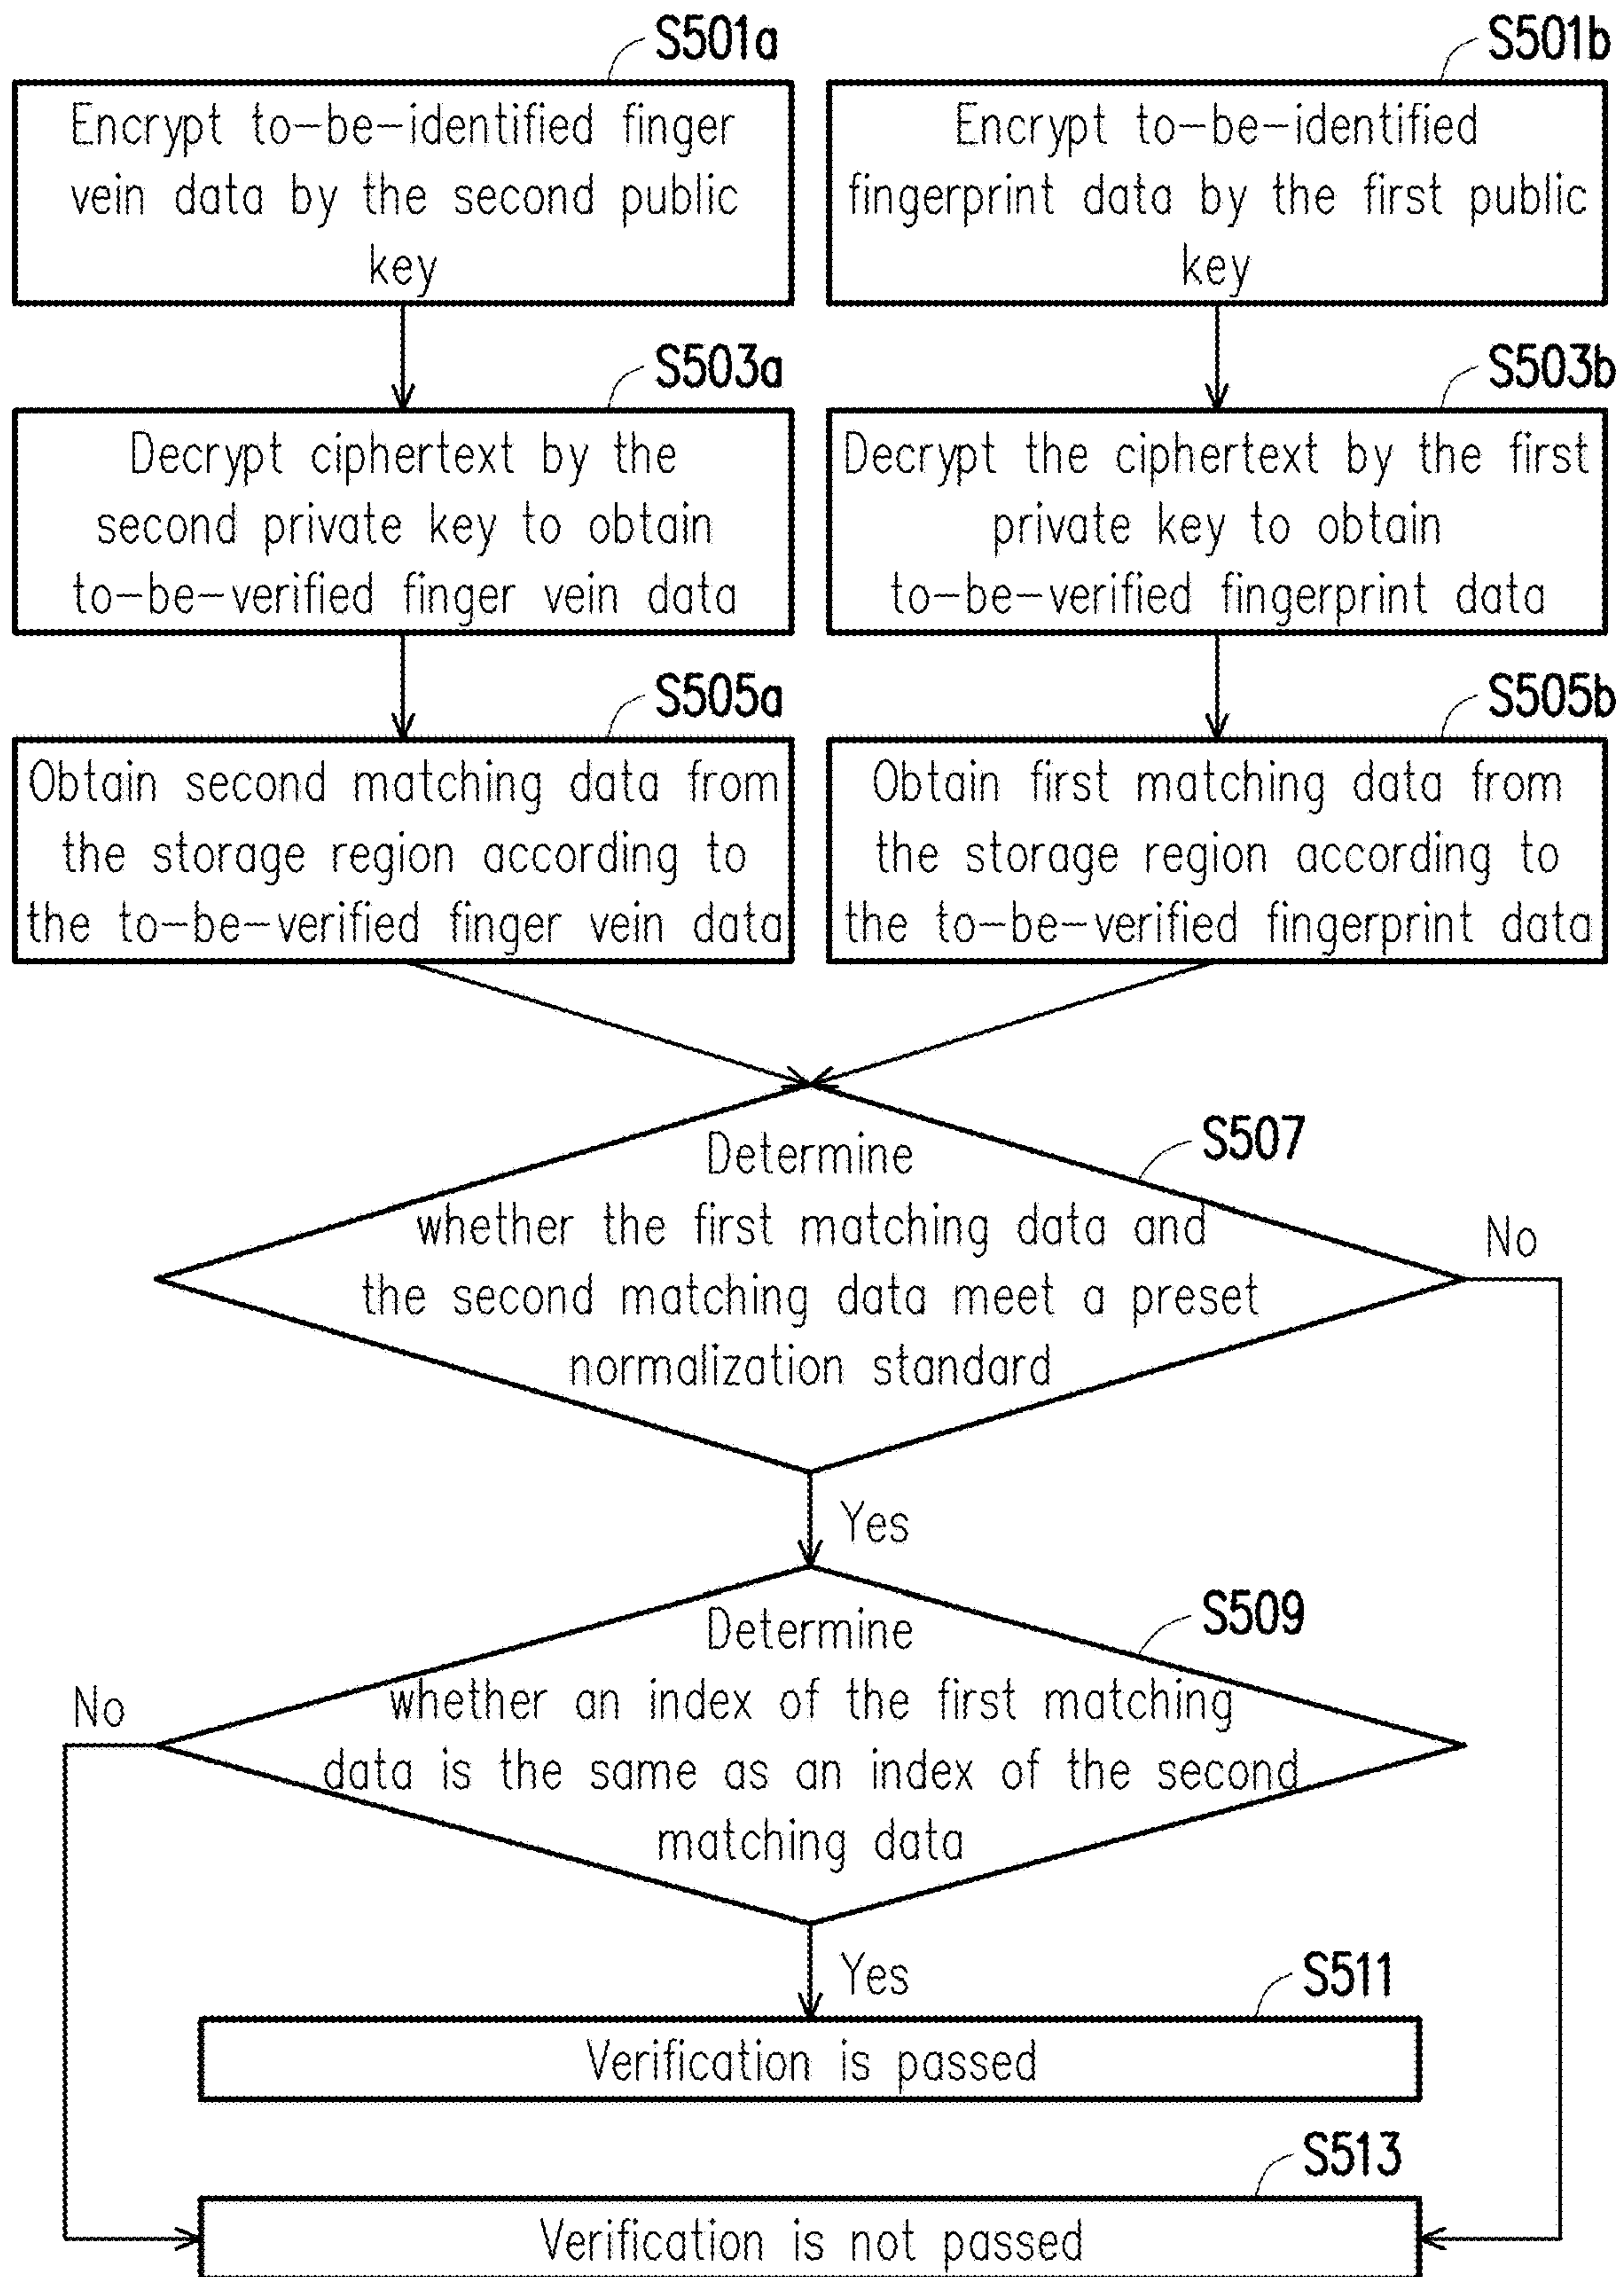 S501a
Encrypt to-be-identified finger
vein data by the second public
key
S501b
Encrypt to-be-identified
fingerprint data by the first public
key
S503a
Decrypt ciphertext by the
second private key to obtain
to-be-verified finger vein data
S503b
Decrypt the ciphertext by the first
private key to obtain
to-be-verified fingerprint data
S505a
Obtain second matching data from
the storage region according to
the to-be-verified finger vein data
S505b
Obtain first matching data from
the storage region according to
the to-be-verified fingerprint data
S507
Determine
whether the first matching data and
the second matching data meet a preset
normalization standard
No
Yes
S509
Determine
whether an index of the first matching
data is the same as an index of the second
matching data
No
Yes
S511
Verification is passed
S513
Verification is not passed